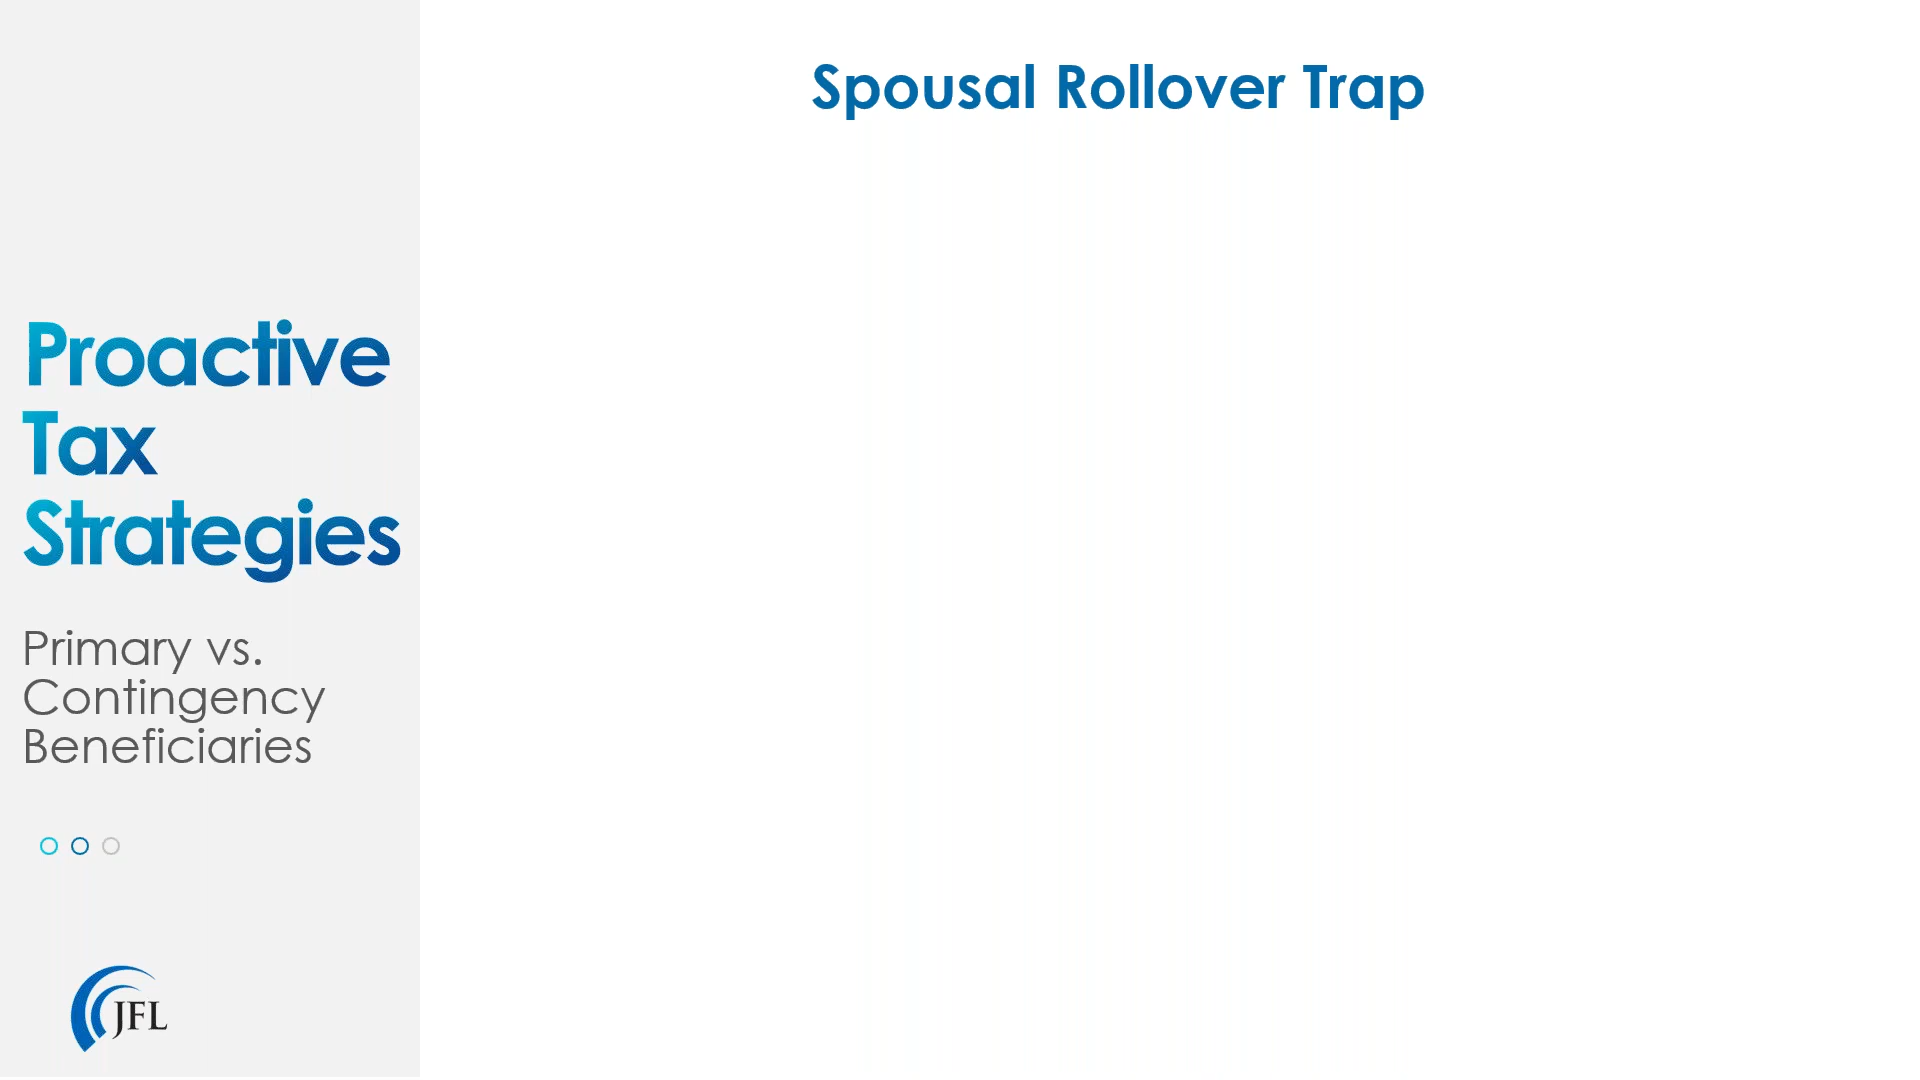 Spousal Rollover Trap
Proactive
Tax
Strategies
Primary vs.
Contingency
Beneficiaries
JFL